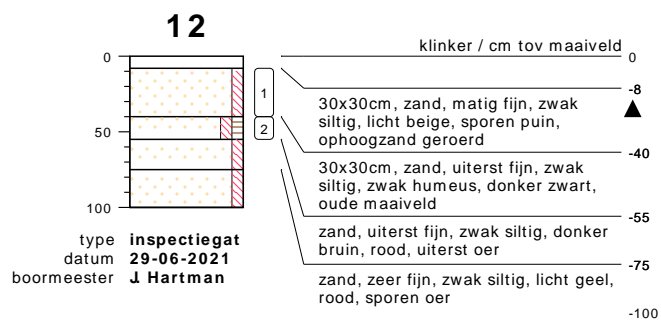 12
klinker / cm tov maaiveld
0
0
-8
1
30x30cm, zand, matig fijn, zwak
siltig, licht beige, sporen puin,
ophoogzand geroerd
-40
50
2
30x30cm, zand, uiterst fijn, zwak
siltig, zwak humeus, donker zwart,
oude maaiveld
-55
zand, uiterst fijn, zwak siltig, donker
bruin, rood, uiterst oer
-75
100
zand, zeer fijn, zwak siltig, licht geel,
rood, sporen oer
-100
type inspectiegat
datum 29-06-2021
boormeester J. Hartman